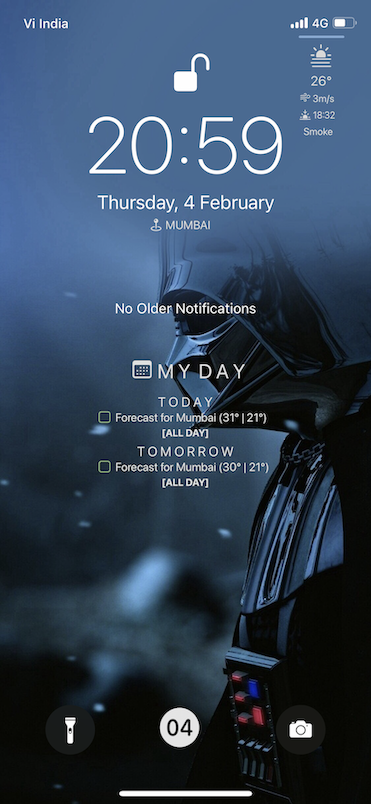 Vi India
4G
26°
3m/s
18:32
Smoke
20:59
Thursday, 4 February
MUMBAI
No Older Notifications
MY DAY
TODAY
Forecast for Mumbai (31° | 21°)
[ALL DAY]
TOMORROW
Forecast for Mumbai (30° | 21°)
[ALL DAY]
04